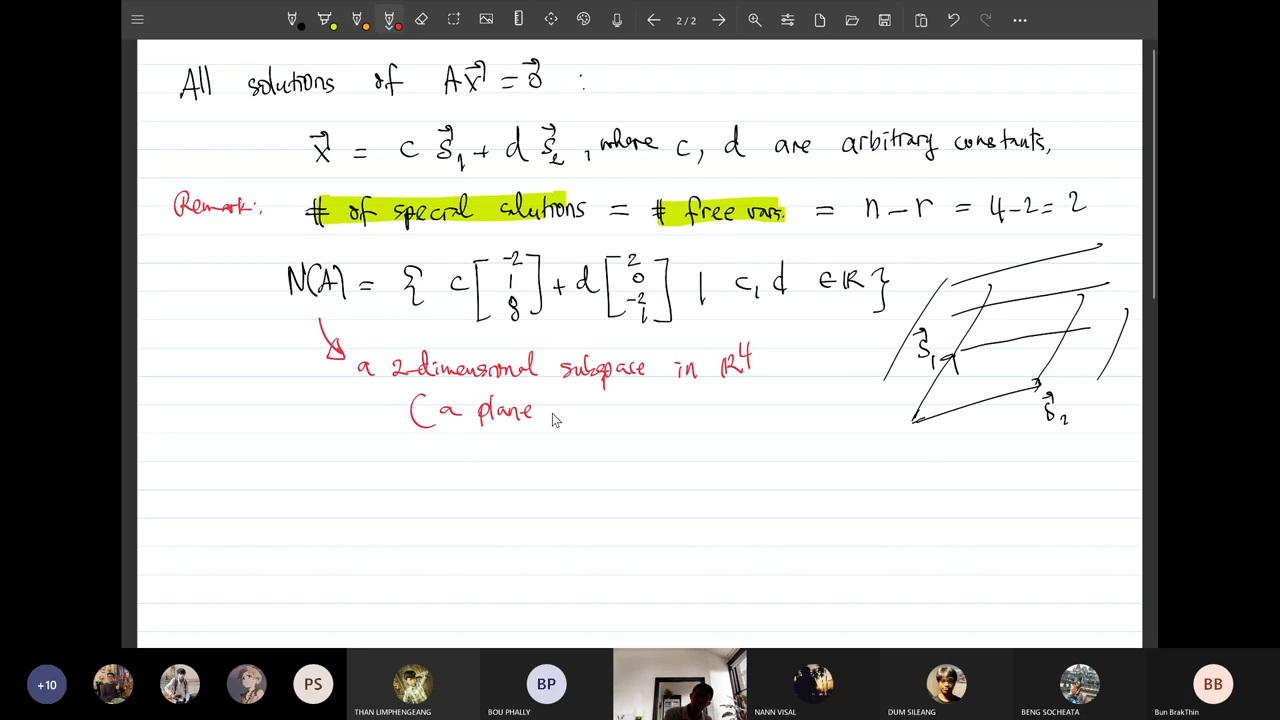 2/2
All solutions of Ax⃗ = 0⃗ :
x⃗ = c s⃗₁ + d s⃗₂ , where c, d are arbitrary constants,
Remark: # of special solutions = # free vars. = n - r = 4-2 = 2
N(A) = { c [-2 1 0 0] + d [2 0 -2 1] | c, d ∈ ℝ }
s⃗₁
s⃗₂
a 2-dimensional subspace in ℝ⁴
( a plane
+10
PS
THAN LIMPHENGEANG
BP
BOU PHALLY
NANN VISAL
DUM SILEANG
BENG SOCHEATA
BB
Bun BrakThin